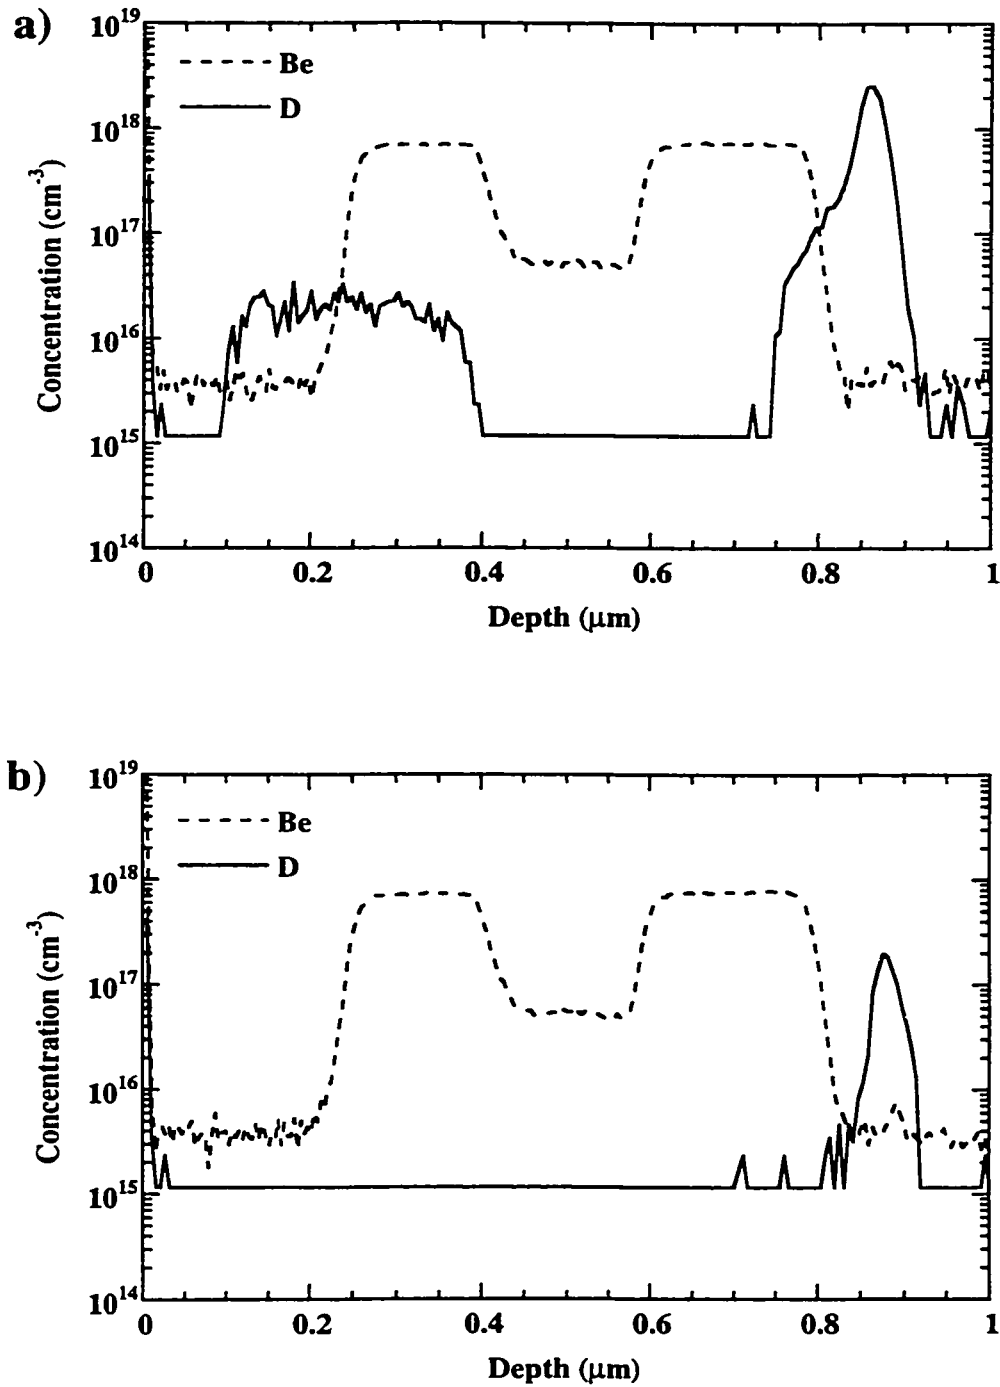 a)
10^19
10^18
10^17
10^16
10^15
10^14
Concentration (cm^-3)
Be
D
0 0.2 0.4 0.6 0.8 1
Depth (μm)
b)
10^19
10^18
10^17
10^16
10^15
10^14
Concentration (cm^-3)
Be
D
0 0.2 0.4 0.6 0.8 1
Depth (μm)